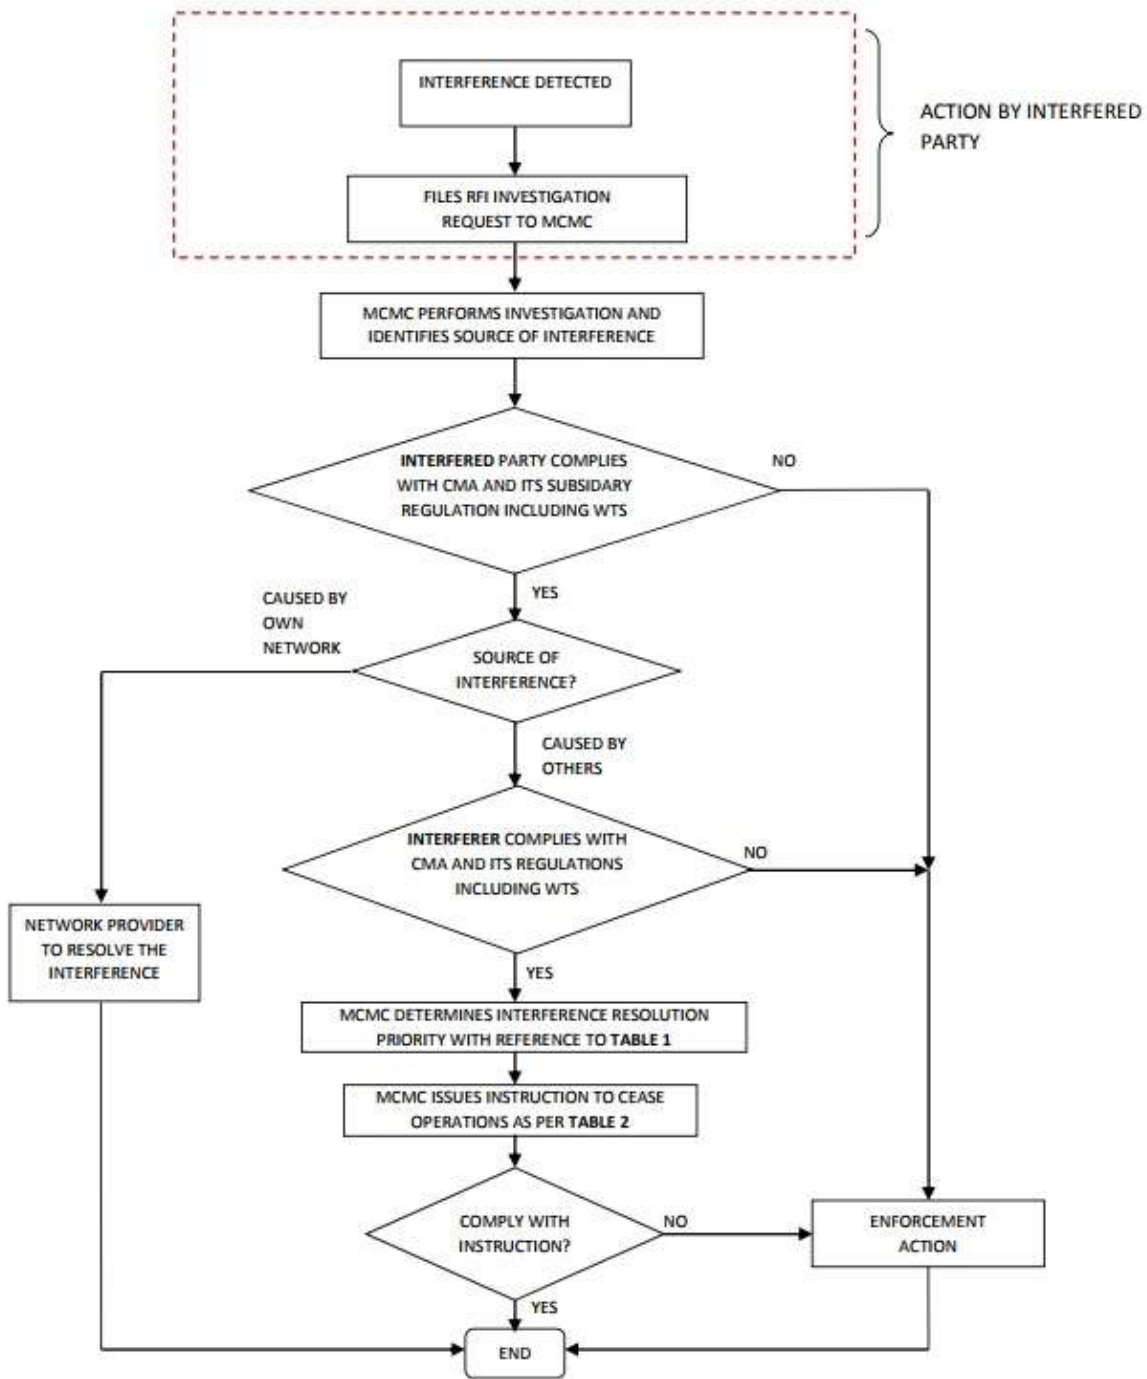 INTERFERENCE DETECTED
ACTION BY INTERFERED
PARTY
FILES RFI INVESTIGATION
REQUEST TO MCMC
MCMC PERFORMS INVESTIGATION AND
IDENTIFIES SOURCE OF INTERFERENCE
INTERFERED PARTY COMPLIES
WITH CMA AND ITS SUBSIDARY
REGULATION INCLUDING WTS
NO
YES
CAUSED BY
OWN
NETWORK
SOURCE OF
INTERFERENCE?
CAUSED BY
OTHERS
INTERFERER COMPLIES WITH
CMA AND ITS REGULATIONS
INCLUDING WTS
NO
NETWORK PROVIDER
TO RESOLVE THE
INTERFERENCE
YES
MCMC DETERMINES INTERFERENCE RESOLUTION
PRIORITY WITH REFERENCE TO TABLE 1
MCMC ISSUES INSTRUCTION TO CEASE
OPERATIONS AS PER TABLE 2
COMPLY WITH
INSTRUCTION?
NO
ENFORCEMENT
ACTION
YES
END